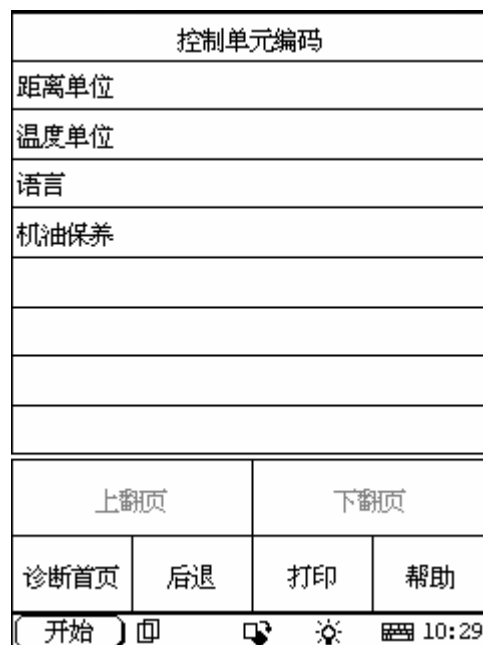 控制单元编码
距离单位
温度单位
语言
机油保养
上翻页 下翻页
诊断首页 后退 打印 帮助
开始 10:29